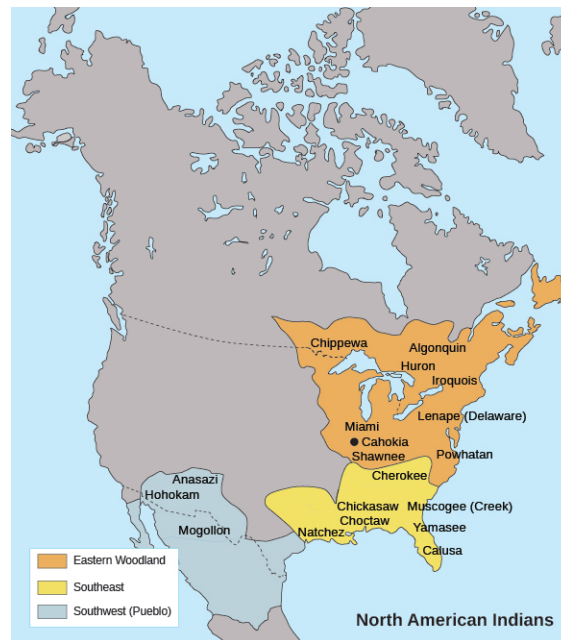 Chippewa
Algonquin
Huron
Iroquois
Lenape (Delaware)
Miami
Cahokia
Shawnee
Powhatan
Cherokee
Anasazi
Hohokam
Mogollon
Chickasaw
Muscogee (Creek)
Choctaw
Yamasee
Natchez
Calusa
Eastern Woodland
Southeast
Southwest (Pueblo)
North American Indians